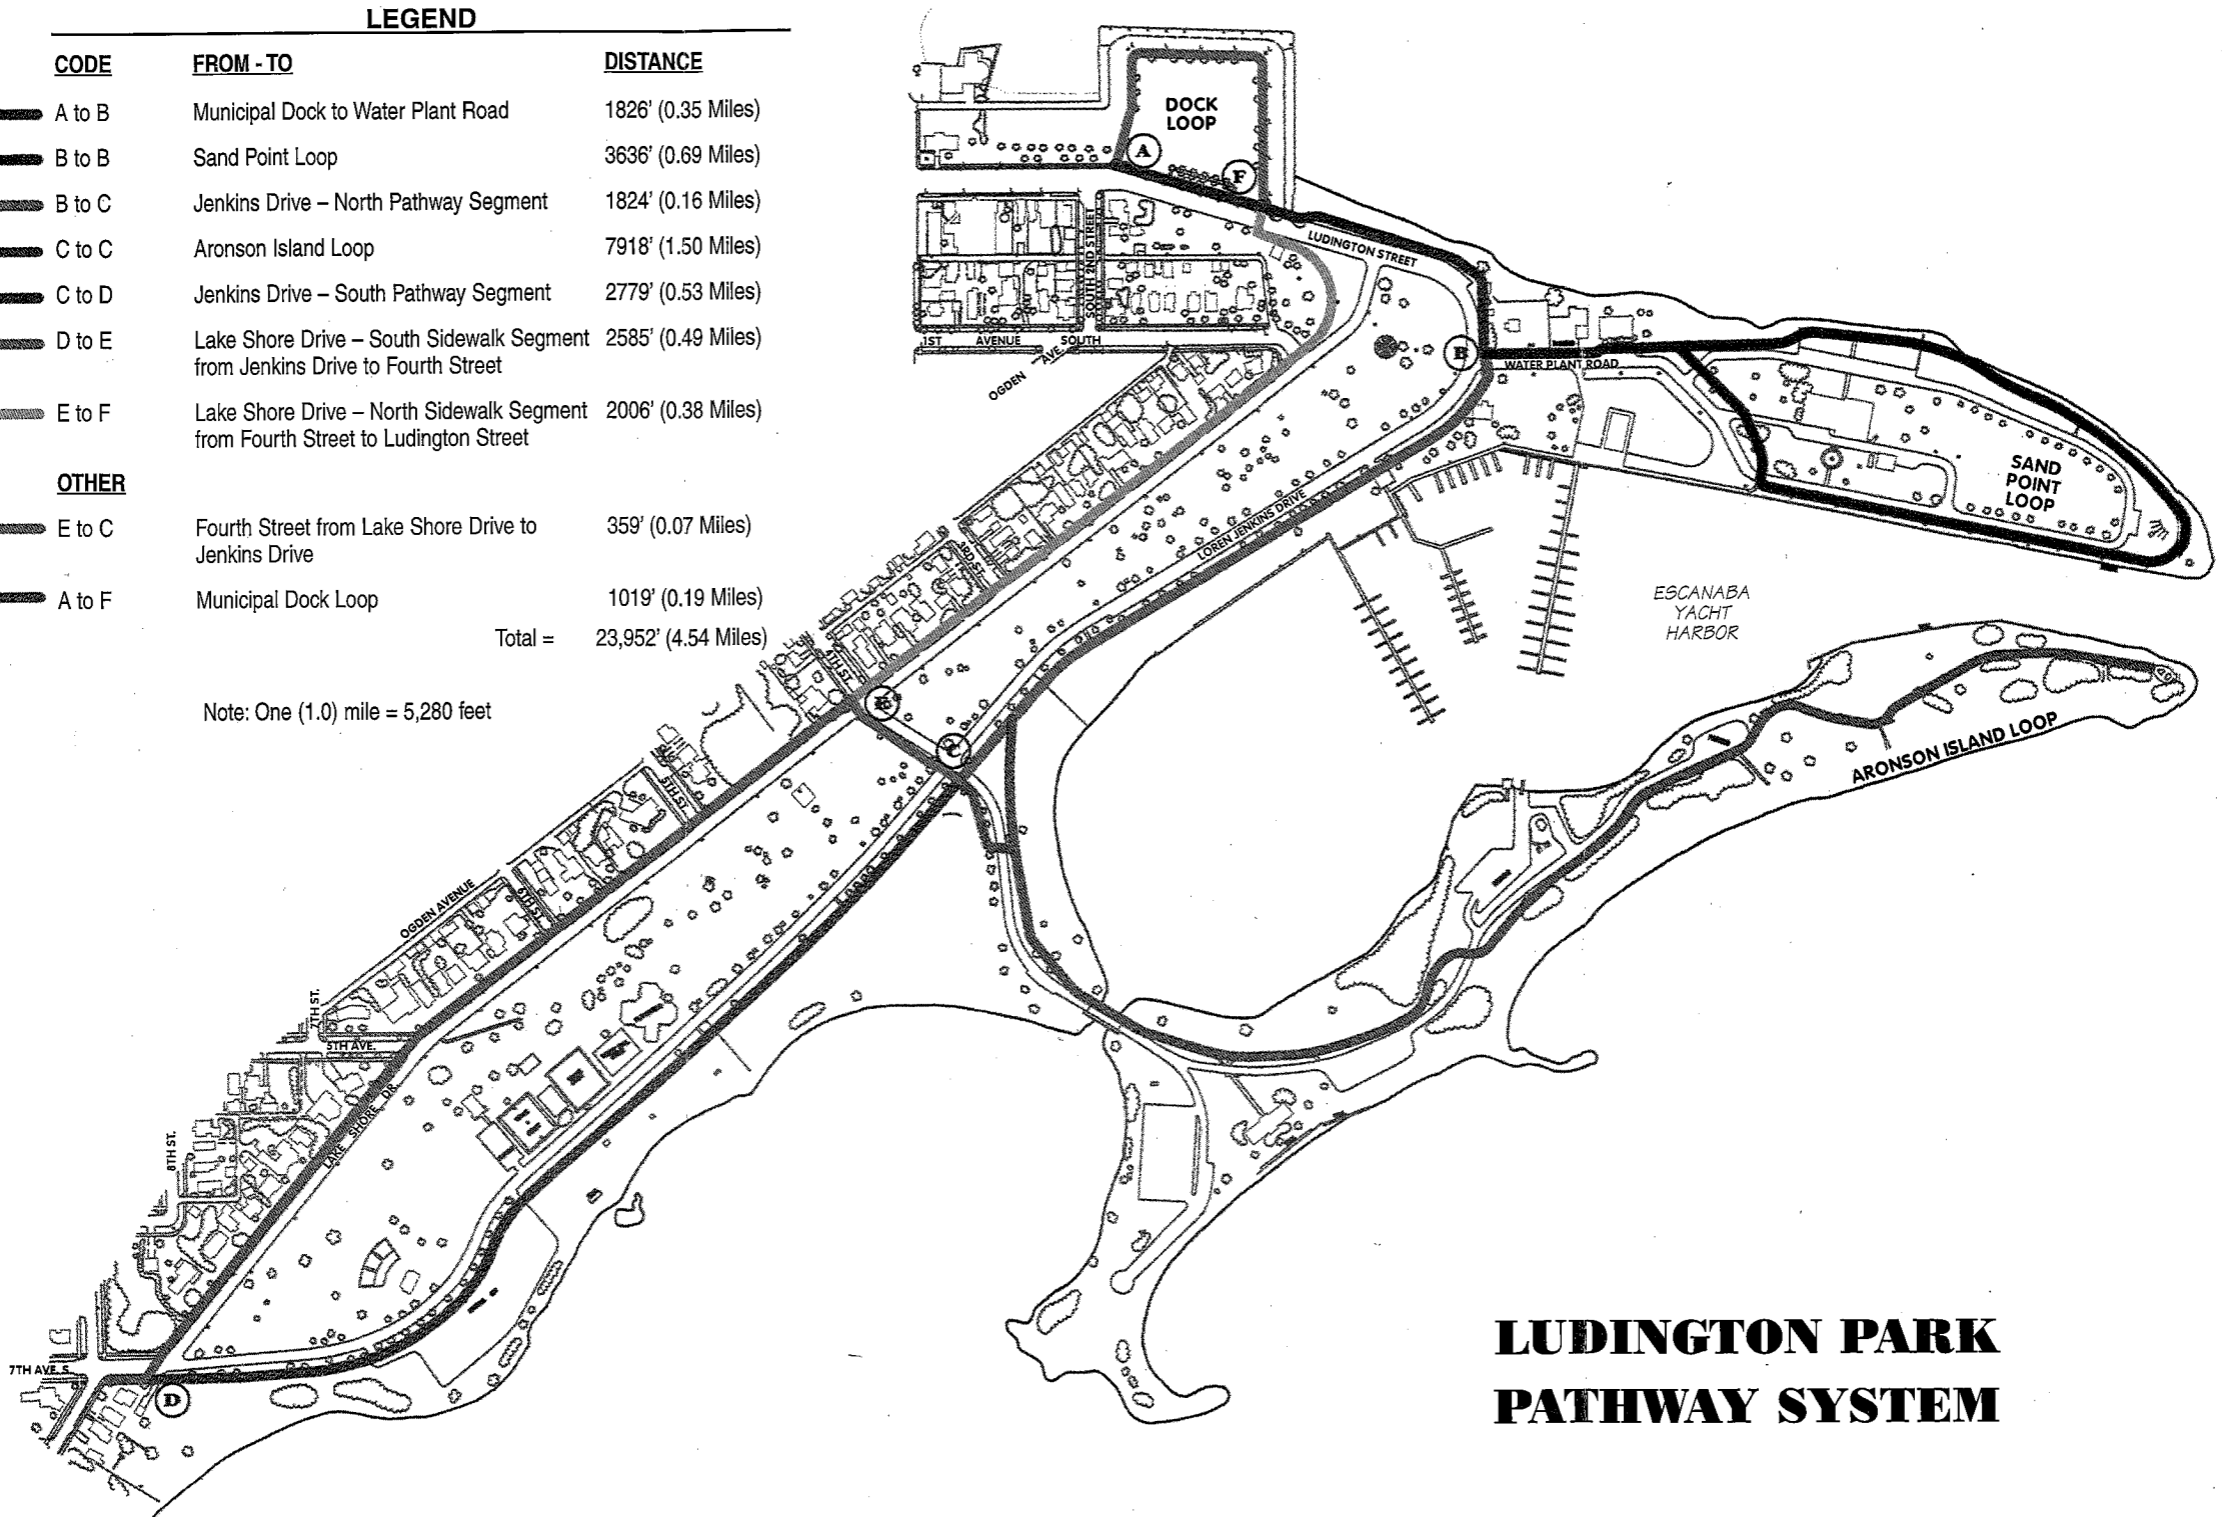 LEGEND
CODE FROM - TO DISTANCE
A to B Municipal Dock to Water Plant Road 1826' (0.35 Miles)
B to B Sand Point Loop 3636' (0.69 Miles)
B to C Jenkins Drive – North Pathway Segment 1824' (0.16 Miles)
C to C Aronson Island Loop 7918' (1.50 Miles)
C to D Jenkins Drive – South Pathway Segment 2779' (0.53 Miles)
D to E Lake Shore Drive – South Sidewalk Segment 2585' (0.49 Miles)
from Jenkins Drive to Fourth Street
E to F Lake Shore Drive – North Sidewalk Segment 2006' (0.38 Miles)
from Fourth Street to Ludington Street
OTHER
E to C Fourth Street from Lake Shore Drive to 359' (0.07 Miles)
Jenkins Drive
A to F Municipal Dock Loop 1019' (0.19 Miles)
Total = 23,952' (4.54 Miles)
Note: One (1.0) mile = 5,280 feet
DOCK
LOOP
A
F
SOUTH 2ND STREET
LUDINGTON STREET
1ST AVENUE SOUTH
OGDEN AVE.
B
WATER PLANT ROAD
SAND
POINT
LOOP
LOREN JENKINS DRIVE
3RD ST.
ESCANABA
YACHT
HARBOR
4TH ST.
E
C
ARONSON ISLAND LOOP
5TH ST.
6TH ST.
OGDEN AVENUE
7TH ST.
5TH AVE.
LAKE SHORE DR.
8TH ST.
7TH AVE. S.
D
LUDINGTON PARK
PATHWAY SYSTEM